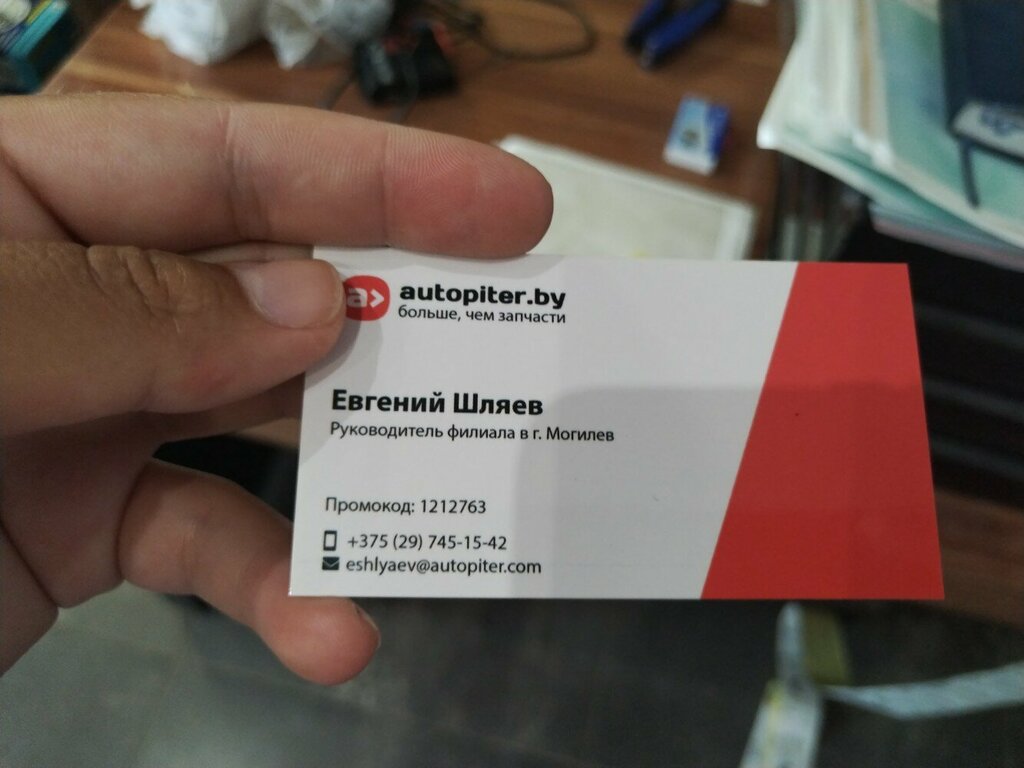 a>
autopiter.by
больше, чем запчасти
Евгений Шляев
Руководитель филиала в г. Могилев
Промокод: 1212763
+375 (29) 745-15-42
eshlyaev@autopiter.com